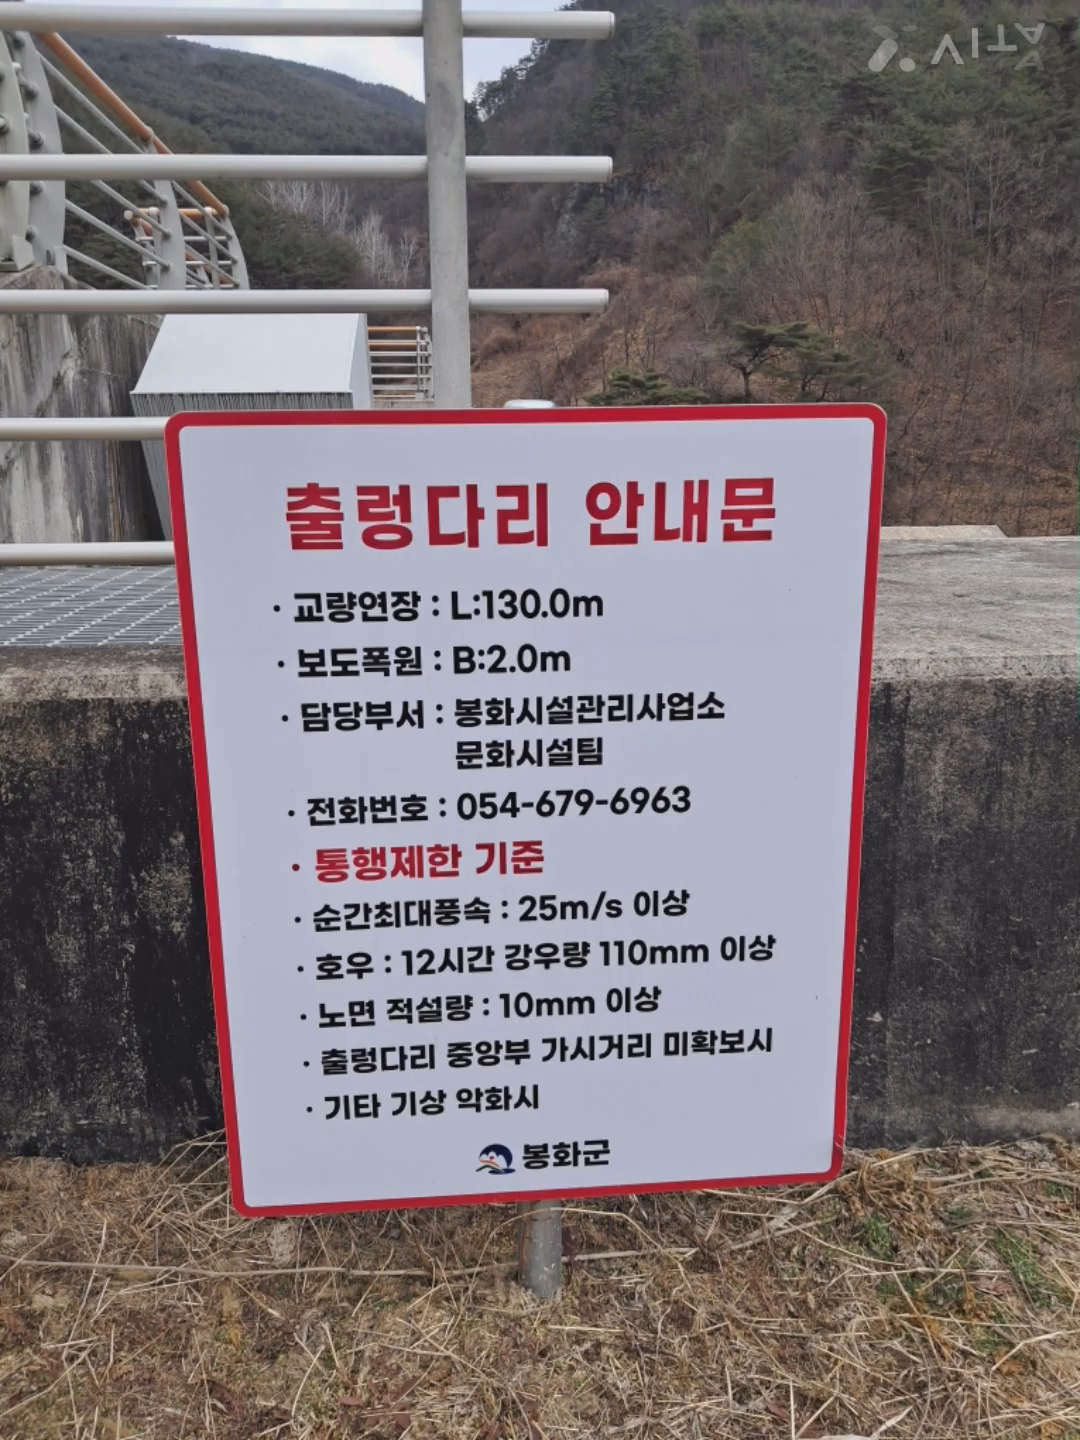 출렁다리 안내문
· 교량연장 : L:130.0m
· 보도폭원 : B:2.0m
· 담당부서 : 봉화시설관리사업소
문화시설팀
· 전화번호 : 054-679-6963
· 통행제한 기준
· 순간최대풍속 : 25m/s 이상
· 호우 : 12시간 강우량 110mm 이상
· 노면 적설량 : 10mm 이상
· 출렁다리 중앙부 가시거리 미확보시
· 기타 기상 악화시
봉화군